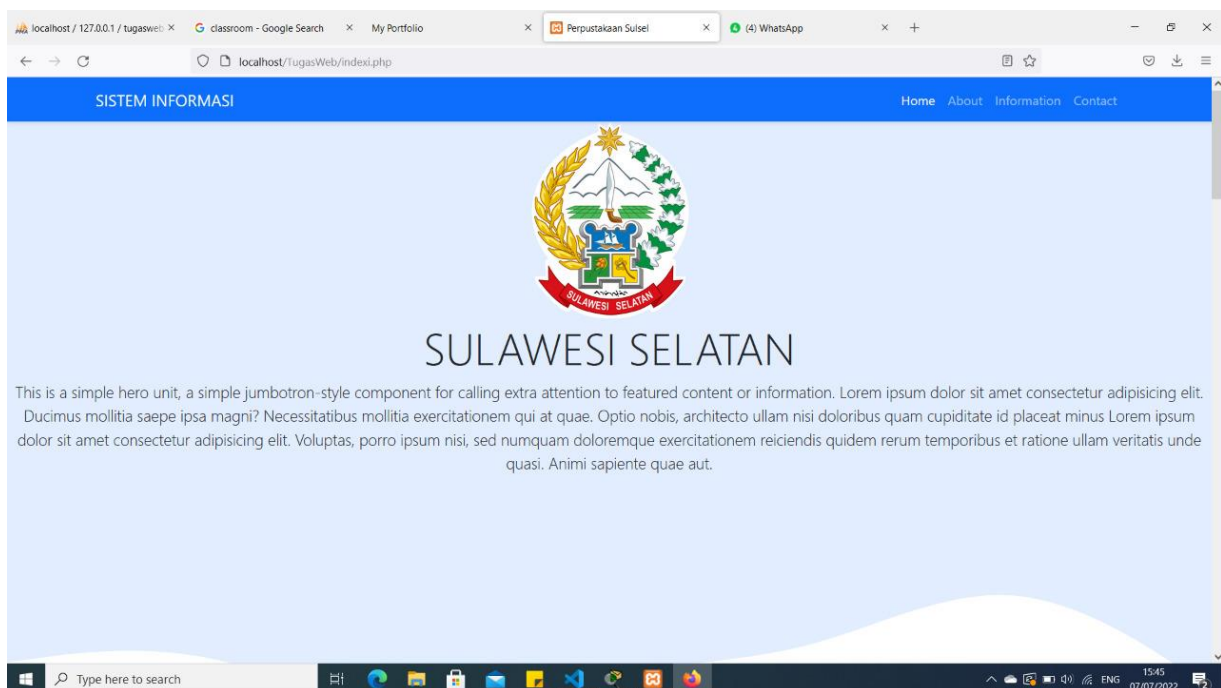 localhost / 127.0.0.1 / tugasweb
classroom - Google Search
My Portfolio
Perpustakaan Sulsel
(4) WhatsApp
localhost/TugasWeb/indexi.php
SISTEM INFORMASI
Home About Information Contact
SULAWESI SELATAN
SULAWESI SELATAN
This is a simple hero unit, a simple jumbotron-style component for calling extra attention to featured content or information. Lorem ipsum dolor sit amet consectetur adipisicing elit.
Ducimus mollitia saepe ipsa magni? Necessitatibus mollitia exercitationem qui at quae. Optio nobis, architecto ullam nisi doloribus quam cupiditate id placeat minus Lorem ipsum
dolor sit amet consectetur adipisicing elit. Voluptas, porro ipsum nisi, sed numquam doloremque exercitationem reiciendis quidem rerum temporibus et ratione ullam veritatis unde
quasi. Animi sapiente quae aut.
Type here to search
ENG
15:45
07/07/2022